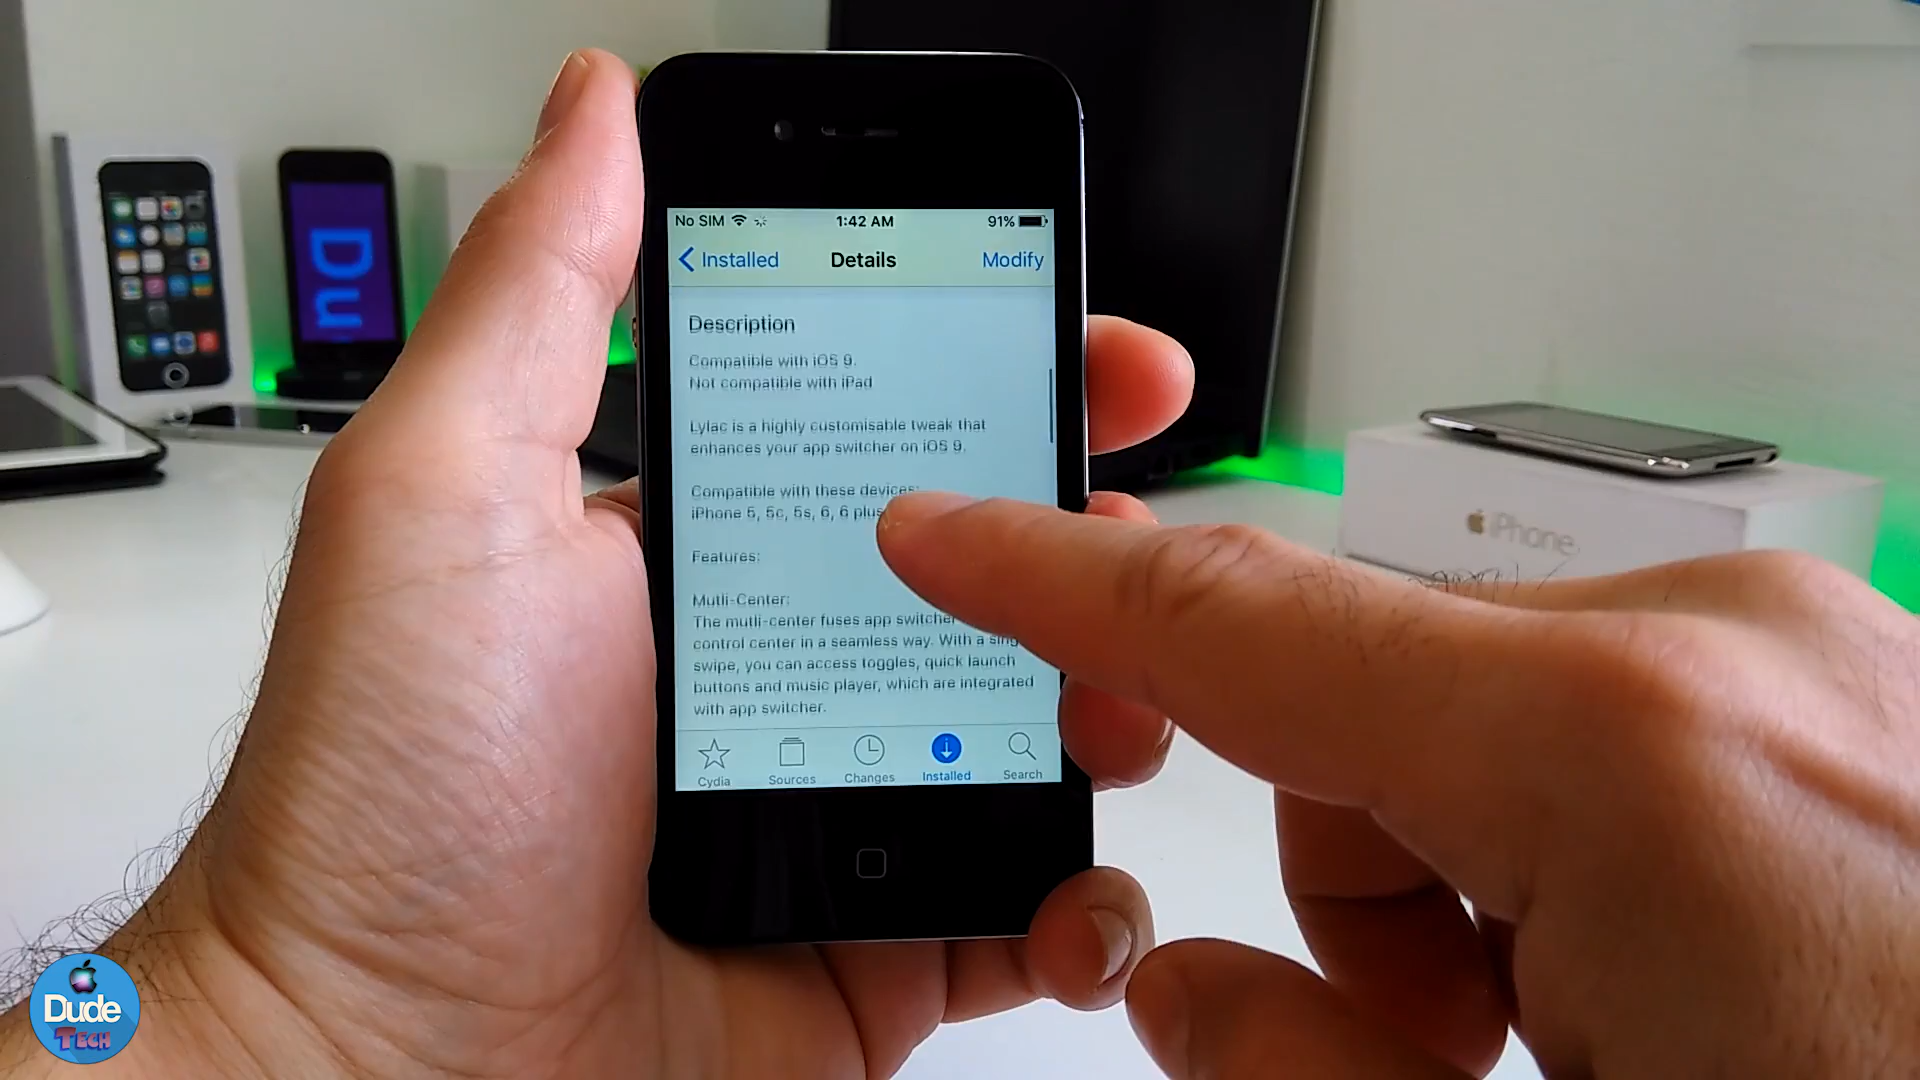 No SIM 1:42 AM 91%
Installed Details Modify
Description
Compatible with iOS 9.
Not compatible with iPad
Lylac is a highly customisable tweak that
enhances your app switcher on iOS 9.
Compatible with these devices:
iPhone 5, 5c, 5s, 6, 6 plus
Features:
Mutli-Center:
The mutli-center fuses app switcher
control center in a seamless way. With a
swipe, you can access toggles, quick launch
buttons and music player, which are integrated
with app switcher.
Cydia Sources Changes Installed Search
Du
iPhone
Dude
Tech